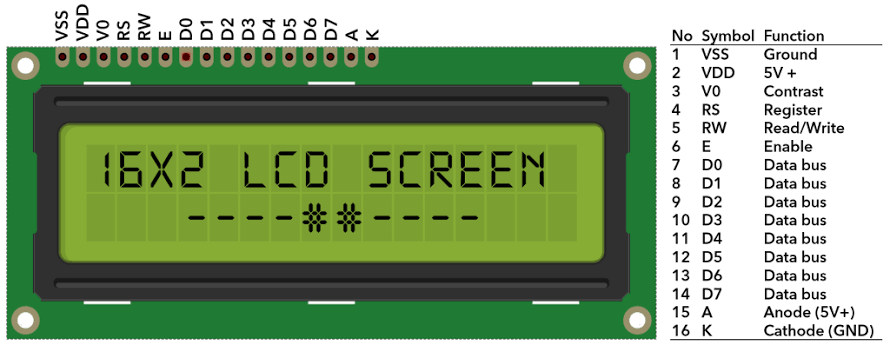 VSS VDD V0 RS RW E D0 D1 D2 D3 D4 D5 D6 D7 A K
16X2 LCD SCREEN
----**----
No Symbol Function
1 VSS Ground
2 VDD 5V +
3 V0 Contrast
4 RS Register
5 RW Read/Write
6 E Enable
7 D0 Data bus
8 D1 Data bus
9 D2 Data bus
10 D3 Data bus
11 D4 Data bus
12 D5 Data bus
13 D6 Data bus
14 D7 Data bus
15 A Anode (5V+)
16 K Cathode (GND)